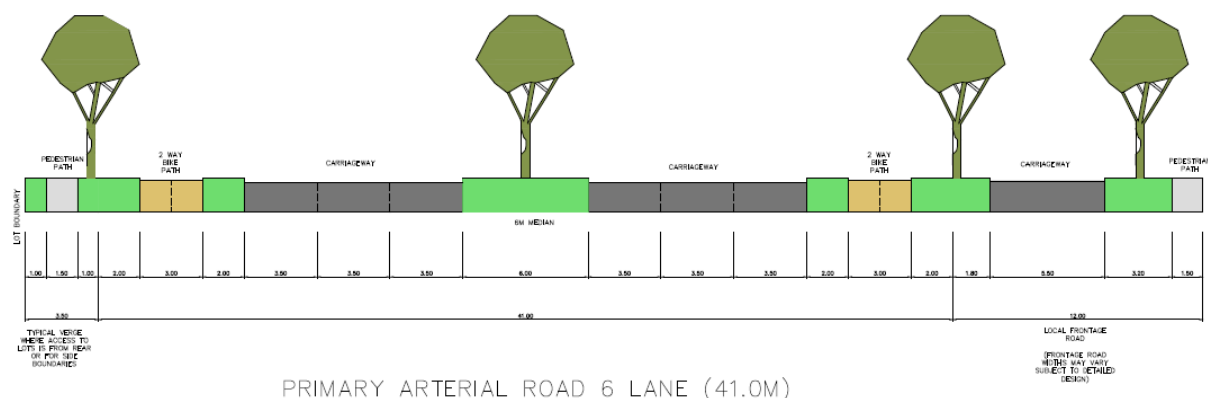 PEDESTRIAN
PATH
2 WAY
BIKE
PATH
CARRIAGEWAY
CARRIAGEWAY
2 WAY
BIKE
PATH
CARRIAGEWAY
PEDESTRIAN
PATH
LOT BOUNDARY
6M MEDIAN
1.00 1.50 1.00 2.00 3.00 2.00 3.50 3.50 3.50 6.00 3.50 3.50 3.50 2.00 3.00 2.00 1.80 5.50 3.20 1.50
3.50 41.00 12.00
TYPICAL VERGE
WHERE ACCESS TO
LOTS IS FROM REAR
OR FOR SIDE
BOUNDARIES
LOCAL FRONTAGE
ROAD
(FRONTAGE ROAD
WIDTHS MAY VARY
SUBJECT TO DETAILED
DESIGN)
PRIMARY ARTERIAL ROAD 6 LANE (41.0M)